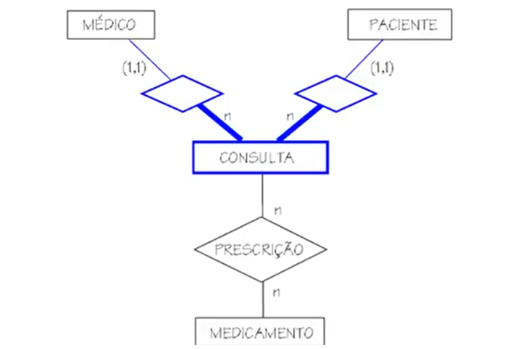 MÉDICO
PACIENTE
(1,1)
(1,1)
n
n
CONSULTA
n
PRESCRIÇÃO
n
MEDICAMENTO